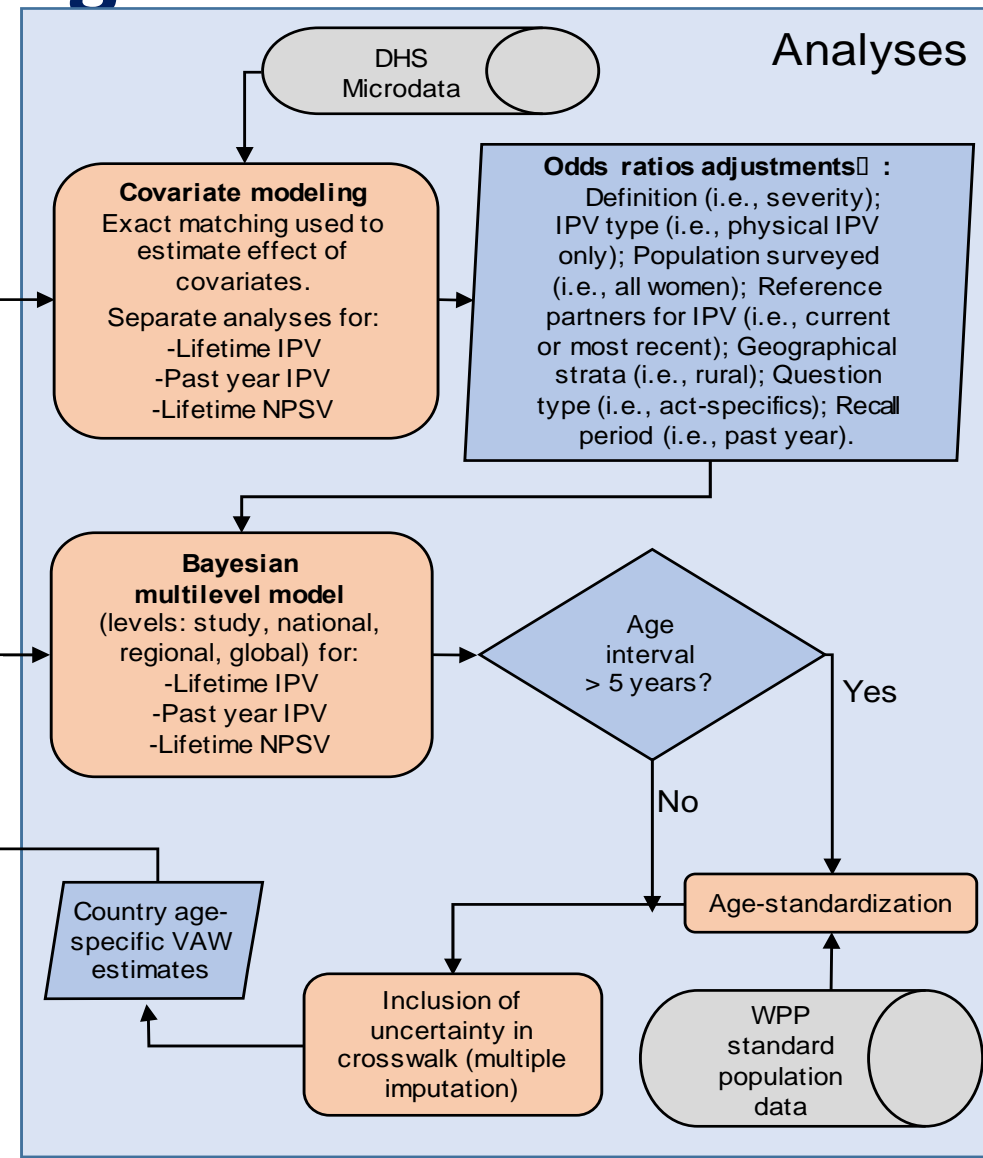 g
Analyses
DHS
Microdata
Covariate modeling
Exact matching used to
estimate effect of
covariates.
Separate analyses for:
-Lifetime IPV
-Past year IPV
-Lifetime NPSV
Odds ratios adjustments :
Definition (i.e., severity);
IPV type (i.e., physical IPV
only); Population surveyed
(i.e., all women); Reference
partners for IPV (i.e., current
or most recent); Geographical
strata (i.e., rural); Question
type (i.e., act-specifics); Recall
period (i.e., past year).
Bayesian
multilevel model
(levels: study, national,
regional, global) for:
-Lifetime IPV
-Past year IPV
-Lifetime NPSV
Age
interval
> 5 years?
Yes
No
Age-standardization
Country age-
specific VAW
estimates
Inclusion of
uncertainty in
crosswalk (multiple
imputation)
WPP
standard
population
data